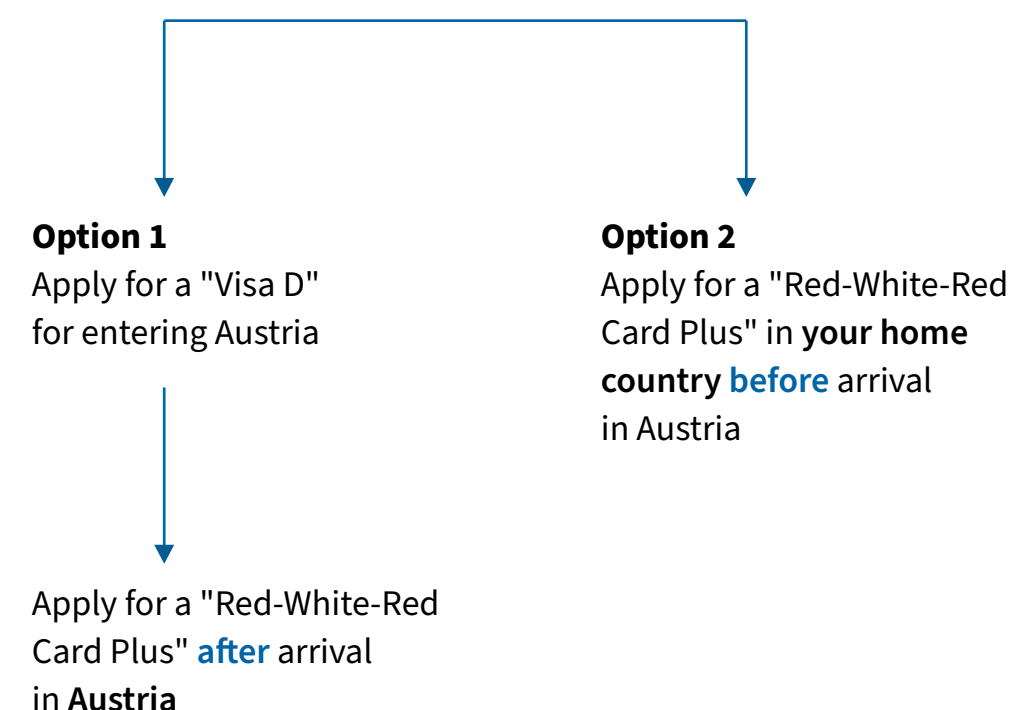 Option 1
Apply for a "Visa D"
for entering Austria
Option 2
Apply for a "Red-White-Red
Card Plus" in your home
country before arrival
in Austria
Apply for a "Red-White-Red
Card Plus" after arrival
in Austria